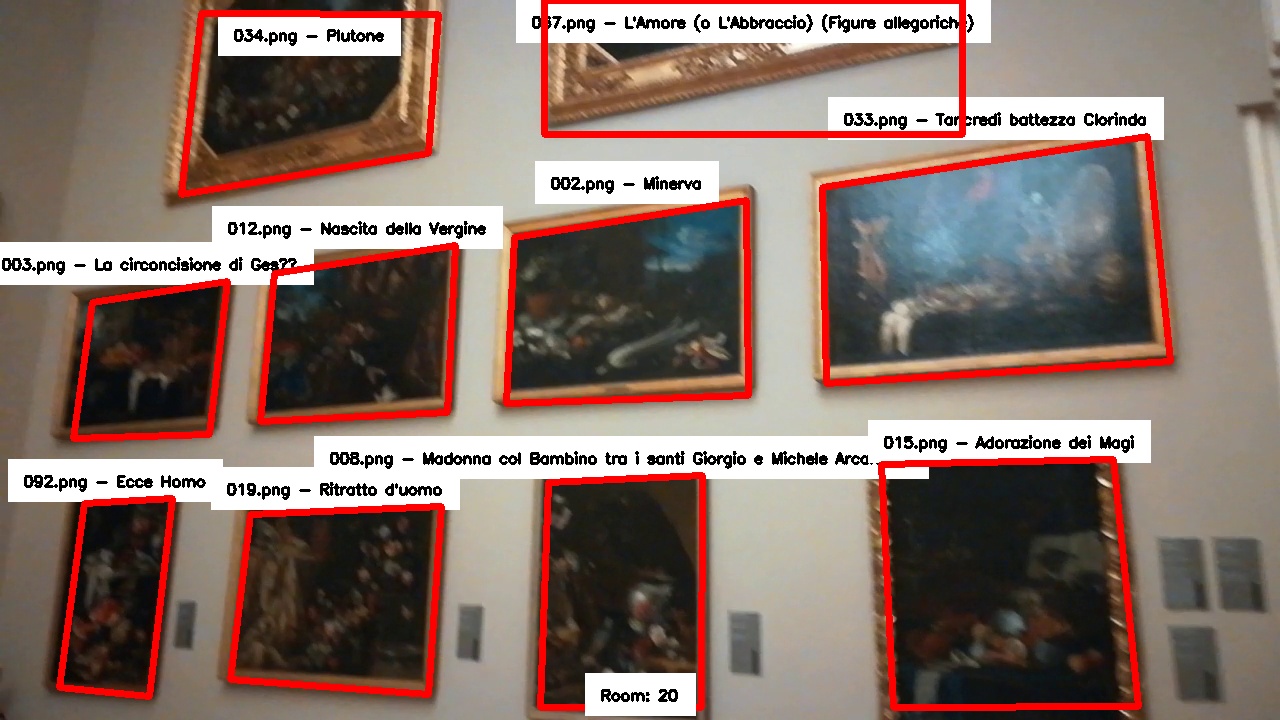 037.png - L'Amore (o L'Abbraccio) (Figure allegoriche)
034.png - Plutone
033.png - Tancredi battezza Clorinda
002.png - Minerva
012.png - Nascita della Vergine
003.png - La circoncisione di Ges??
015.png - Adorazione dei Magi
008.png - Madonna col Bambino tra i santi Giorgio e Michele Arca...
092.png - Ecce Homo
019.png - Ritratto d'uomo
Room: 20